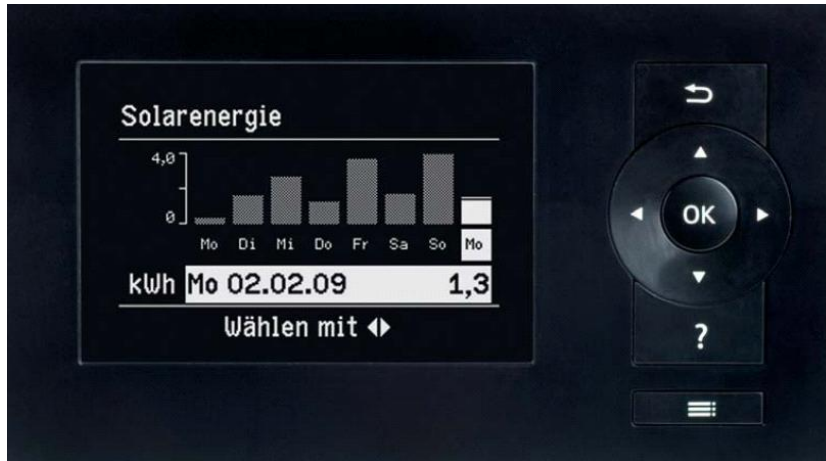 Solarenergie
4,0
0
Mo Di Mi Do Fr Sa So Mo
kWh Mo 02.02.09 1,3
Wählen mit
OK
?